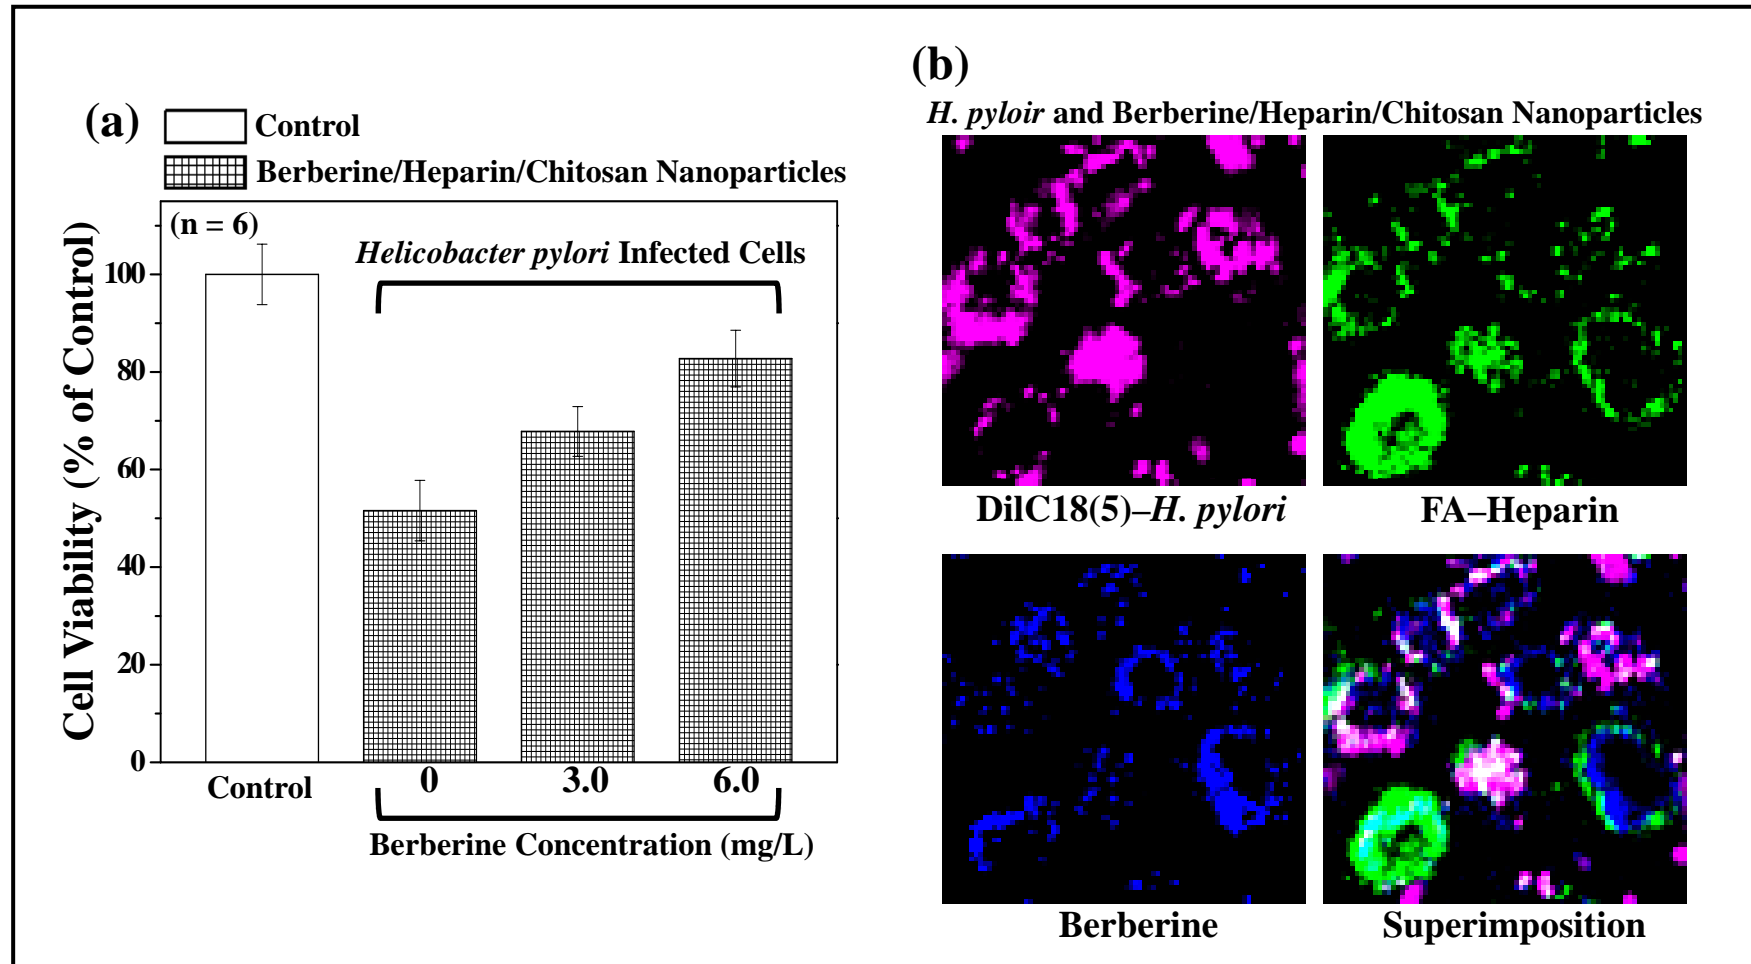 (a)
Control
Berberine/Heparin/Chitosan Nanoparticles
(n = 6)
Helicobacter pylori Infected Cells
Cell Viability (% of Control)
100
80
60
40
20
0
Control
0
3.0
6.0
Berberine Concentration (mg/L)
(b)
H. pyloir and Berberine/Heparin/Chitosan Nanoparticles
DilC18(5)–H. pylori
FA–Heparin
Berberine
Superimposition